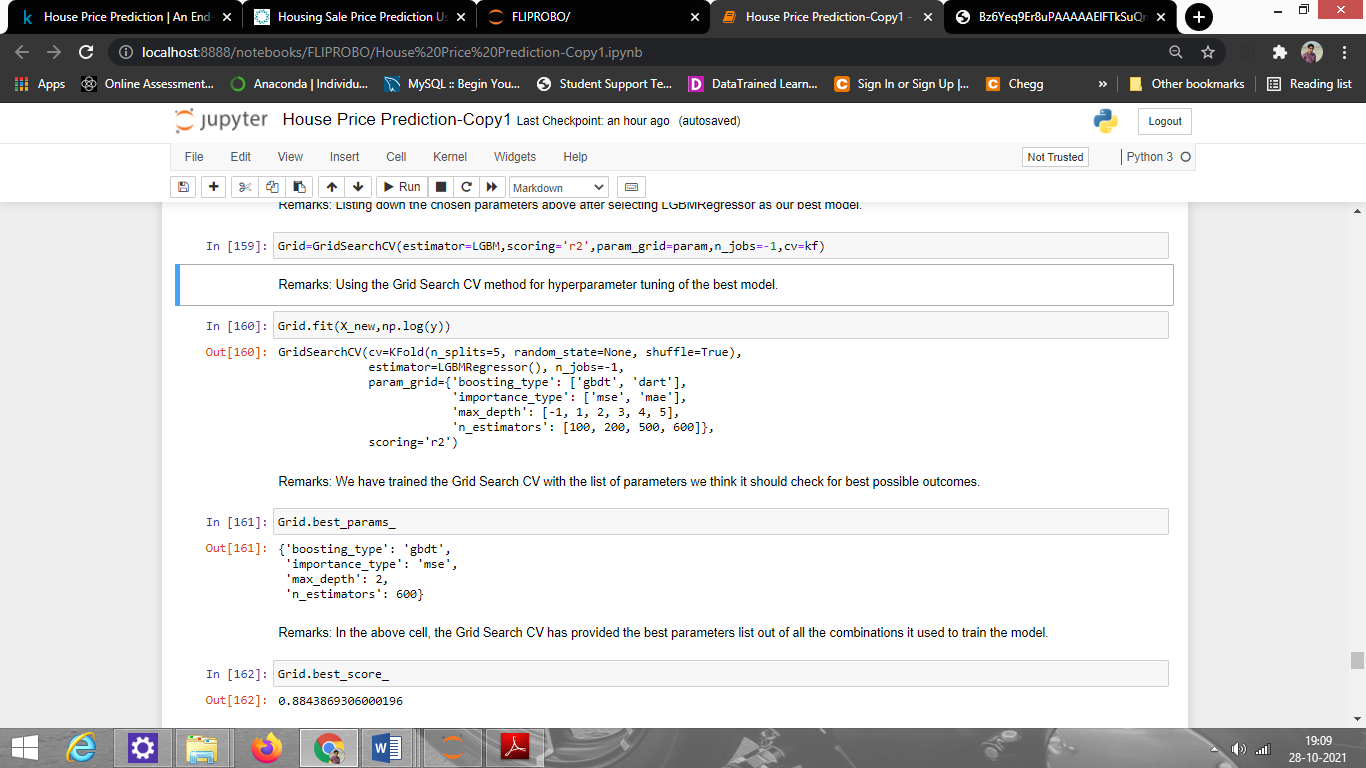 House Price Prediction | An End
Housing Sale Price Prediction Us
FLIPROBO/
House Price Prediction-Copy1 -
Bz6Yeq9Er8uPAAAAAElFTkSuQm
localhost:8888/notebooks/FLIPROBO/House%20Price%20Prediction-Copy1.ipynb
Apps
Online Assessment...
Anaconda | Individu...
MySQL :: Begin You...
Student Support Te...
DataTrained Learn...
Sign In or Sign Up |...
Chegg
»
Other bookmarks
Reading list
jupyter House Price Prediction-Copy1 Last Checkpoint: an hour ago (autosaved)
Logout
File Edit View Insert Cell Kernel Widgets Help
Not Trusted
Python 3
Run
Markdown
Remarks: Listing down the chosen parameters above after selecting LGBMRegressor as our best model.
In [159]: Grid=GridSearchCV(estimator=LGBM,scoring='r2',param_grid=param,n_jobs=-1,cv=kf)
Remarks: Using the Grid Search CV method for hyperparameter tuning of the best model.
In [160]: Grid.fit(X_new,np.log(y))
Out[160]: GridSearchCV(cv=KFold(n_splits=5, random_state=None, shuffle=True),
estimator=LGBMRegressor(), n_jobs=-1,
param_grid={'boosting_type': ['gbdt', 'dart'],
'importance_type': ['mse', 'mae'],
'max_depth': [-1, 1, 2, 3, 4, 5],
'n_estimators': [100, 200, 500, 600]},
scoring='r2')
Remarks: We have trained the Grid Search CV with the list of parameters we think it should check for best possible outcomes.
In [161]: Grid.best_params_
Out[161]: {'boosting_type': 'gbdt',
'importance_type': 'mse',
'max_depth': 2,
'n_estimators': 600}
Remarks: In the above cell, the Grid Search CV has provided the best parameters list out of all the combinations it used to train the model.
In [162]: Grid.best_score_
Out[162]: 0.8843869306000196
19:09
28-10-2021